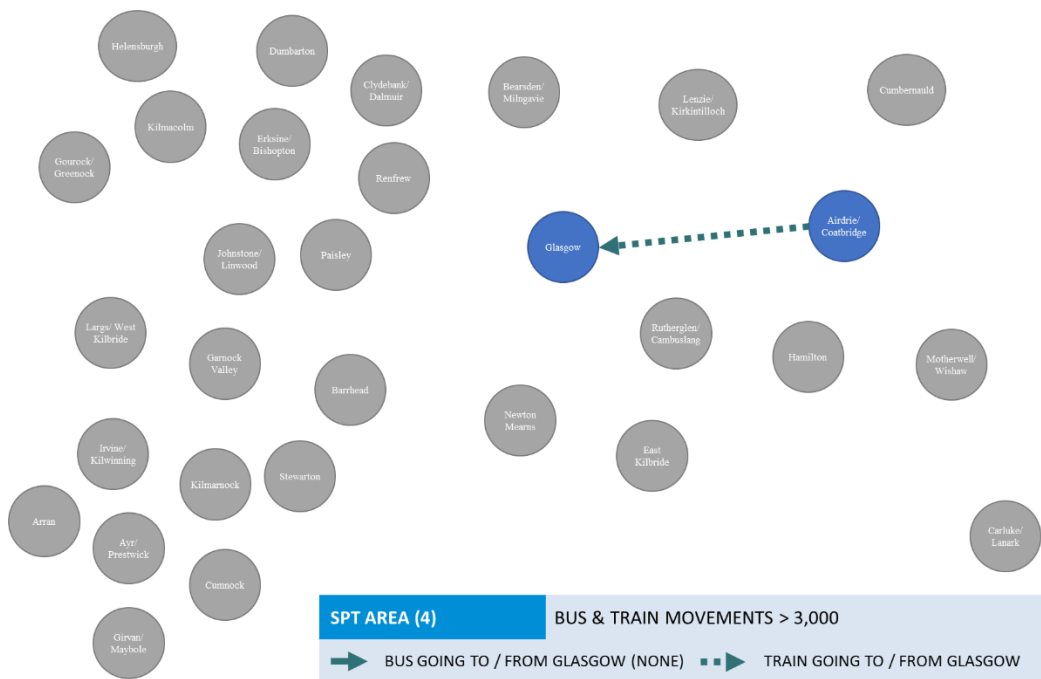 Helensburgh
Dumbarton
Clydebank/
Dalmuir
Bearsden/
Milngavie
Lenzie/
Kirkintilloch
Cumbernauld
Kilmacolm
Erksine/
Bishopton
Gourock/
Greenock
Renfrew
Airdrie/
Coatbridge
Glasgow
Johnstone/
Linwood
Paisley
Largs/ West
Kilbride
Garnock
Valley
Rutherglen/
Cambuslang
Hamilton
Motherwell/
Wishaw
Barrhead
Newton
Mearns
East
Kilbride
Irvine/
Kilwinning
Kilmarnock
Stewarton
Arran
Ayr/
Prestwick
Cumnock
Carluke/
Lanark
Girvan/
Maybole
SPT AREA (4)
BUS & TRAIN MOVEMENTS > 3,000
BUS GOING TO / FROM GLASGOW (NONE)
TRAIN GOING TO / FROM GLASGOW